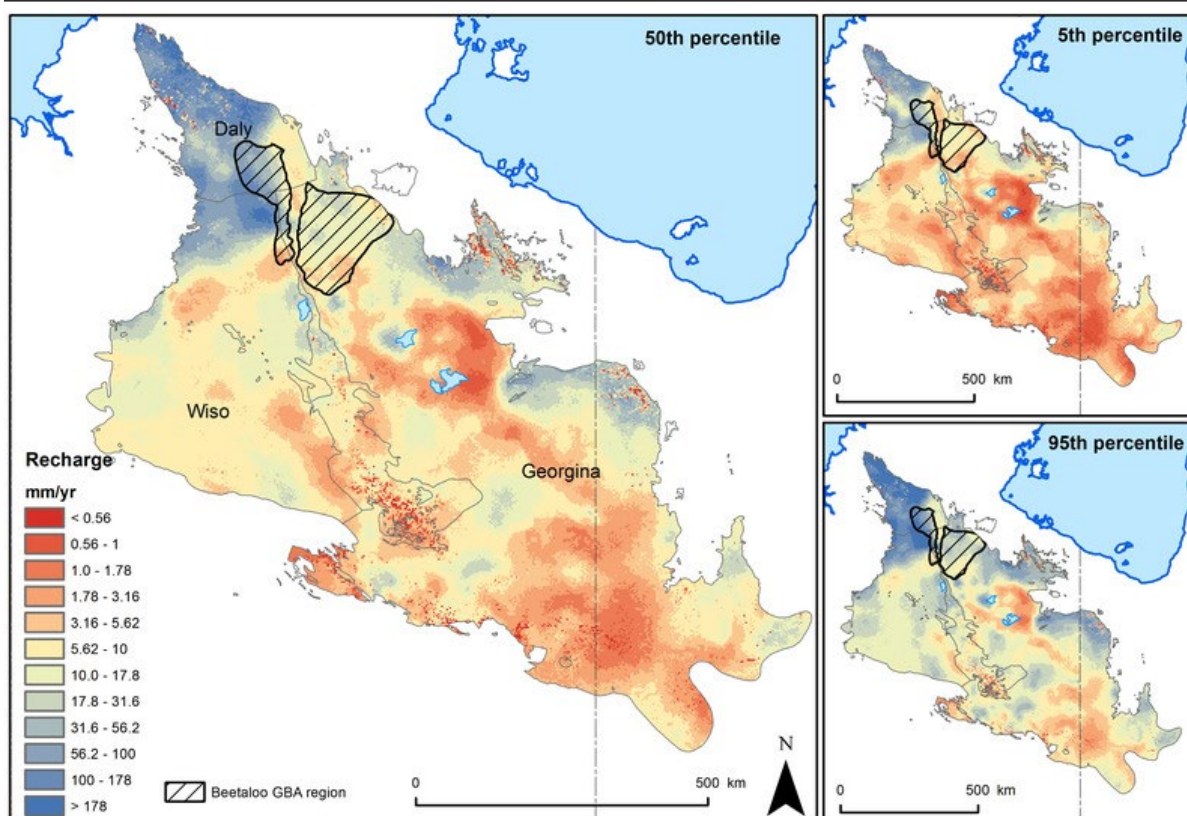 50th percentile
Daly
Wiso
Georgina
Recharge
mm/yr
< 0.56
0.56 - 1
1.0 - 1.78
1.78 - 3.16
3.16 - 5.62
5.62 - 10
10.0 - 17.8
17.8 - 31.6
31.6 - 56.2
56.2 - 100
100 - 178
> 178
Beetaloo GBA region
0 500 km
N
5th percentile
0 500 km
95th percentile
0 500 km